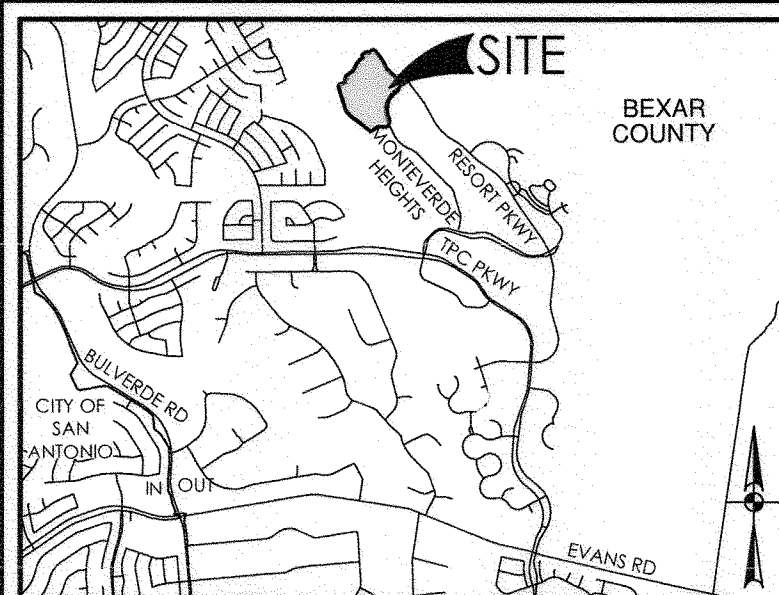 SITE
BEXAR
COUNTY
MONTEVERDE
HEIGHTS
RESORT PKWY
TPC PKWY
BULVERDE RD
CITY OF
SAN
ANTONIO
IN OUT
EVANS RD